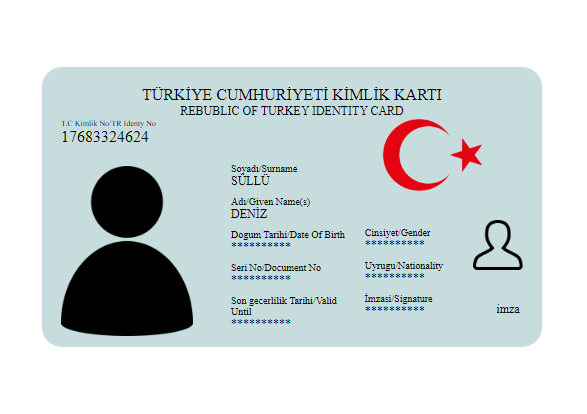 TÜRKİYE CUMHURİYETİ KİMLİK KARTI
REBUBLIC OF TURKEY IDENTITY CARD
T.C Kimlik No/TR Identy No
17683324624
Soyadı/Surname
SÜLLÜ
Adı/Given Name(s)
DENİZ
Dogum Tarihi/Date Of Birth
**********
Cinsiyet/Gender
**********
Seri No/Document No
**********
Uyrugu/Nationality
**********
Son gecerlilik Tarihi/Valid
Until
**********
İmzasi/Signature
**********
imza